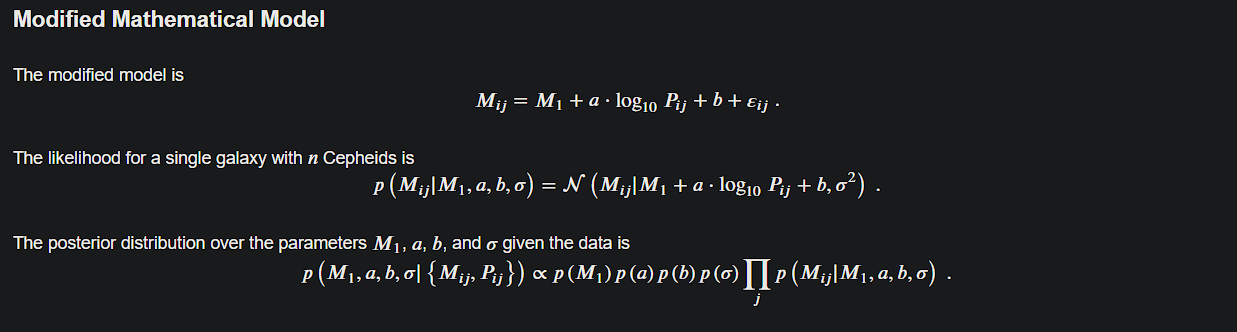 Modified Mathematical Model
The modified model is
M_{ij} = M_1 + a · log_{10} P_{ij} + b + ε_{ij} .
The likelihood for a single galaxy with n Cepheids is
p (M_{ij}|M_1, a, b, σ) = 𝒩 (M_{ij}|M_1 + a · log_{10} P_{ij} + b, σ^2) .
The posterior distribution over the parameters M_1, a, b, and σ given the data is
p (M_1, a, b, σ| {M_{ij}, P_{ij}}) ∝ p (M_1) p (a) p (b) p (σ) ∏_j p (M_{ij}|M_1, a, b, σ) .